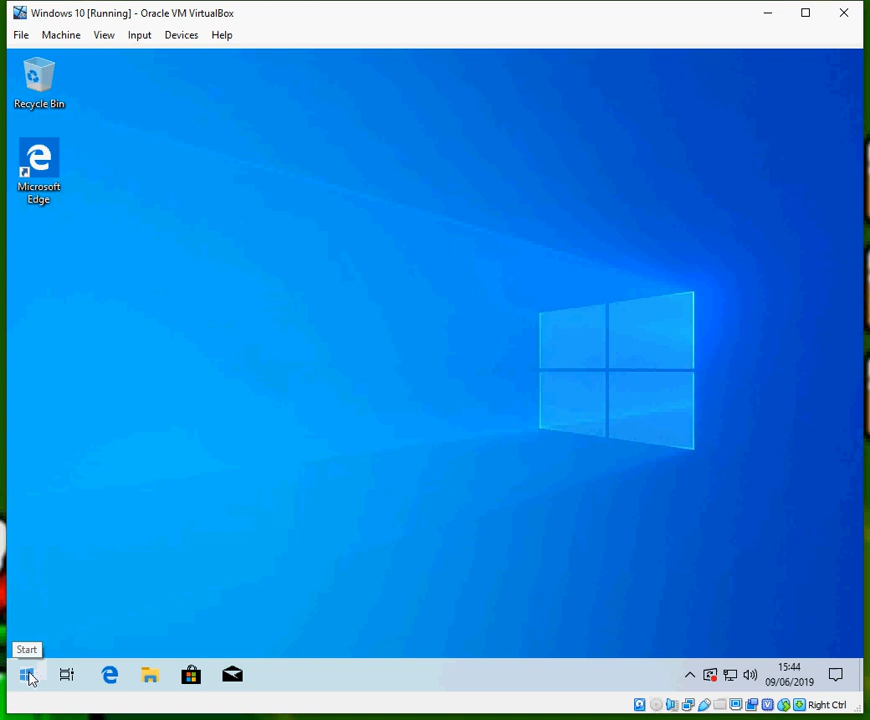 Windows 10 [Running] - Oracle VM VirtualBox
File Machine View Input Devices Help
Recycle Bin
Microsoft
Edge
Start
15:44
09/06/2019
Right Ctrl